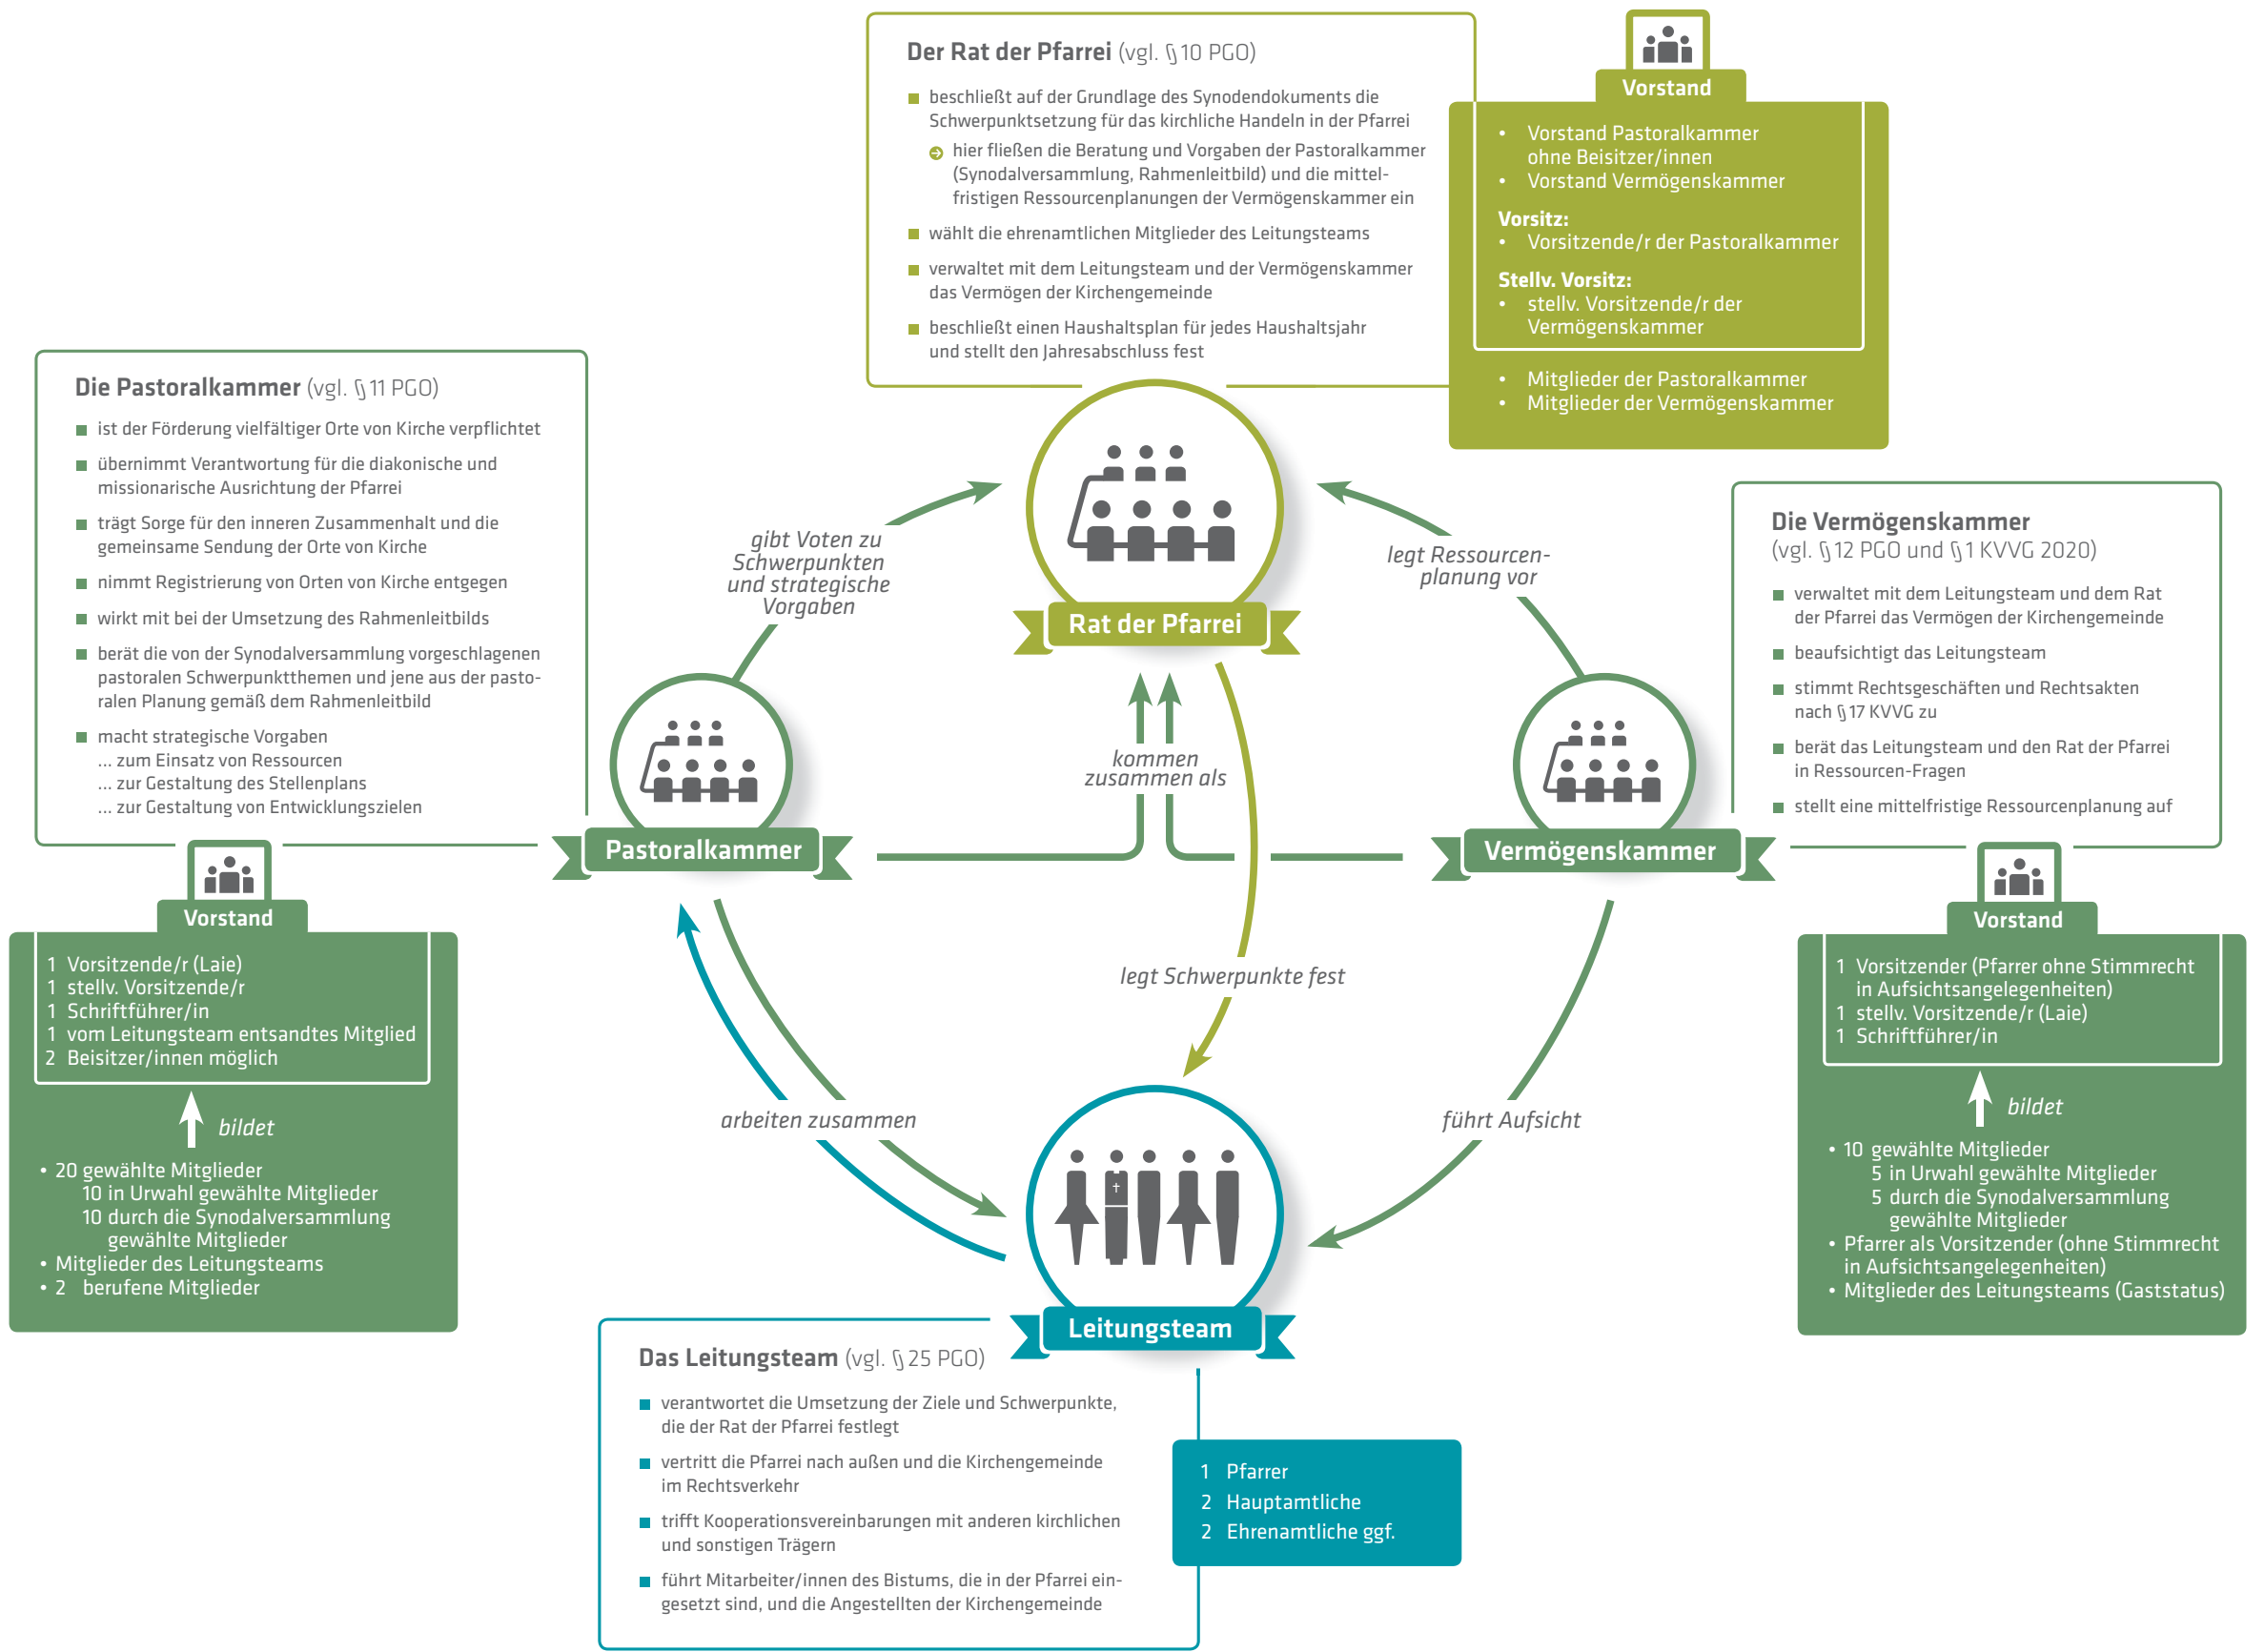 Der Rat der Pfarrei (vgl. § 10 PGO)
■ beschließt auf der Grundlage des Synodendokuments die
Schwerpunktsetzung für das kirchliche Handeln in der Pfarrei
hier fließen die Beratung und Vorgaben der Pastoralkammer
(Synodalversammlung, Rahmenleitbild) und die mittel-
fristigen Ressourcenplanungen der Vermögenskammer ein
■ wählt die ehrenamtlichen Mitglieder des Leitungsteams
■ verwaltet mit dem Leitungsteam und der Vermögenskammer
das Vermögen der Kirchengemeinde
■ beschließt einen Haushaltsplan für jedes Haushaltsjahr
und stellt den Jahresabschluss fest
Vorstand
• Vorstand Pastoralkammer
ohne Beisitzer/innen
• Vorstand Vermögenskammer
Vorsitz:
• Vorsitzende/r der Pastoralkammer
Stellv. Vorsitz:
• stellv. Vorsitzende/r der
Vermögenskammer
• Mitglieder der Pastoralkammer
• Mitglieder der Vermögenskammer
Die Pastoralkammer (vgl. § 11 PGO)
■ ist der Förderung vielfältiger Orte von Kirche verpflichtet
■ übernimmt Verantwortung für die diakonische und
missionarische Ausrichtung der Pfarrei
■ trägt Sorge für den inneren Zusammenhalt und die
gemeinsame Sendung der Orte von Kirche
■ nimmt Registrierung von Orten von Kirche entgegen
■ wirkt mit bei der Umsetzung des Rahmenleitbilds
■ berät die von der Synodalversammlung vorgeschlagenen
pastoralen Schwerpunktthemen und jene aus der pasto-
ralen Planung gemäß dem Rahmenleitbild
■ macht strategische Vorgaben
... zum Einsatz von Ressourcen
... zur Gestaltung des Stellenplans
... zur Gestaltung von Entwicklungszielen
gibt Voten zu
Schwerpunkten
und strategische
Vorgaben
Rat der Pfarrei
legt Ressourcen-
planung vor
Die Vermögenskammer
(vgl. § 12 PGO und § 1 KVVG 2020)
■ verwaltet mit dem Leitungsteam und dem Rat
der Pfarrei das Vermögen der Kirchengemeinde
■ beaufsichtigt das Leitungsteam
■ stimmt Rechtsgeschäften und Rechtsakten
nach § 17 KVVG zu
■ berät das Leitungsteam und den Rat der Pfarrei
in Ressourcen-Fragen
■ stellt eine mittelfristige Ressourcenplanung auf
kommen
zusammen als
Pastoralkammer
Vermögenskammer
Vorstand
1 Vorsitzende/r (Laie)
1 stellv. Vorsitzende/r
1 Schriftführer/in
1 vom Leitungsteam entsandtes Mitglied
2 Beisitzer/innen möglich
bildet
• 20 gewählte Mitglieder
10 in Urwahl gewählte Mitglieder
10 durch die Synodalversammlung
gewählte Mitglieder
• Mitglieder des Leitungsteams
• 2 berufene Mitglieder
legt Schwerpunkte fest
arbeiten zusammen
führt Aufsicht
Vorstand
1 Vorsitzender (Pfarrer ohne Stimmrecht
in Aufsichtsangelegenheiten)
1 stellv. Vorsitzende/r (Laie)
1 Schriftführer/in
bildet
• 10 gewählte Mitglieder
5 in Urwahl gewählte Mitglieder
5 durch die Synodalversammlung
gewählte Mitglieder
• Pfarrer als Vorsitzender (ohne Stimmrecht
in Aufsichtsangelegenheiten)
• Mitglieder des Leitungsteams (Gaststatus)
Leitungsteam
Das Leitungsteam (vgl. § 25 PGO)
■ verantwortet die Umsetzung der Ziele und Schwerpunkte,
die der Rat der Pfarrei festlegt
■ vertritt die Pfarrei nach außen und die Kirchengemeinde
im Rechtsverkehr
■ trifft Kooperationsvereinbarungen mit anderen kirchlichen
und sonstigen Trägern
■ führt Mitarbeiter/innen des Bistums, die in der Pfarrei ein-
gesetzt sind, und die Angestellten der Kirchengemeinde
1 Pfarrer
2 Hauptamtliche
2 Ehrenamtliche ggf.